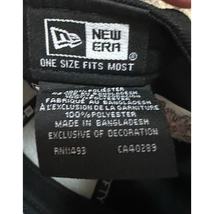 NEW
ERA
ONE SIZE FITS MOST
100% POLYESTER
FABRIQUÉ AU BANGLADESH
À L'EXCLUSION DE LA GARNITURE
100% POLYESTER
MADE IN BANGLADESH
EXCLUSIVE OF DECORATION
RN11493 CA40289